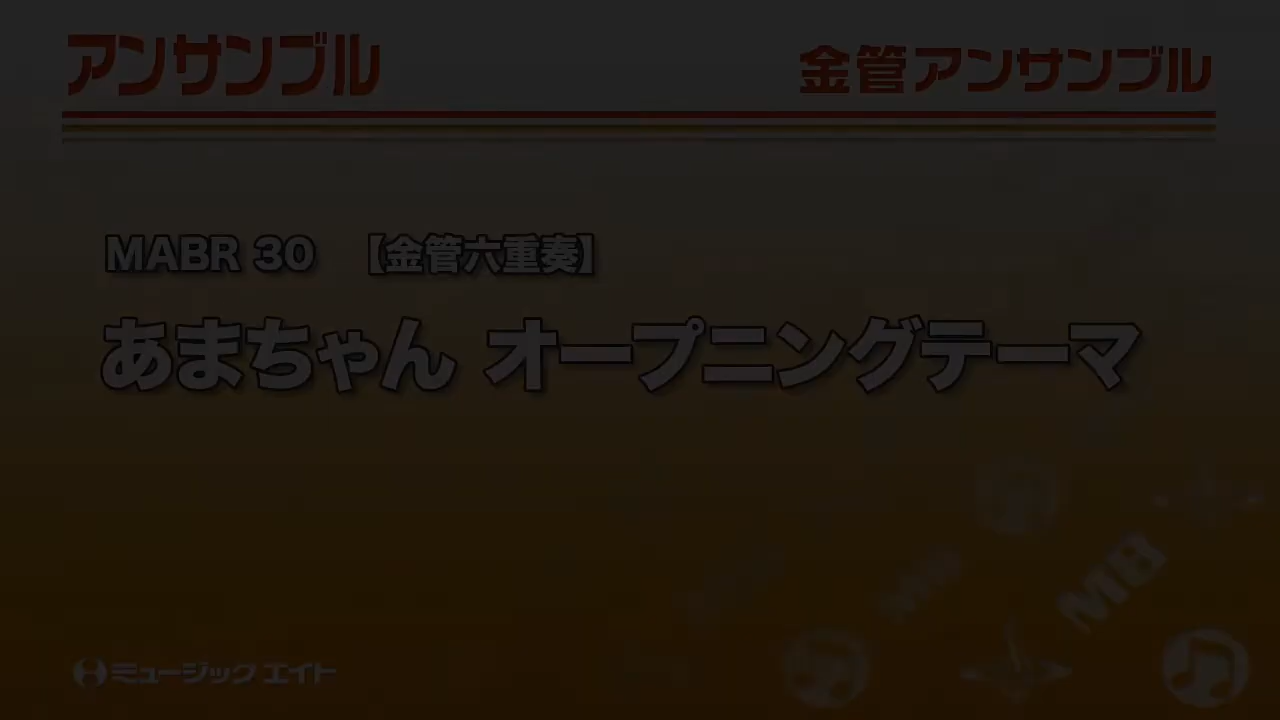 アンサンブル 金管アンサンブル
MABR 30 【金管六重奏】
あまちゃん オープニングテーマ
M8
ミュージック エイト